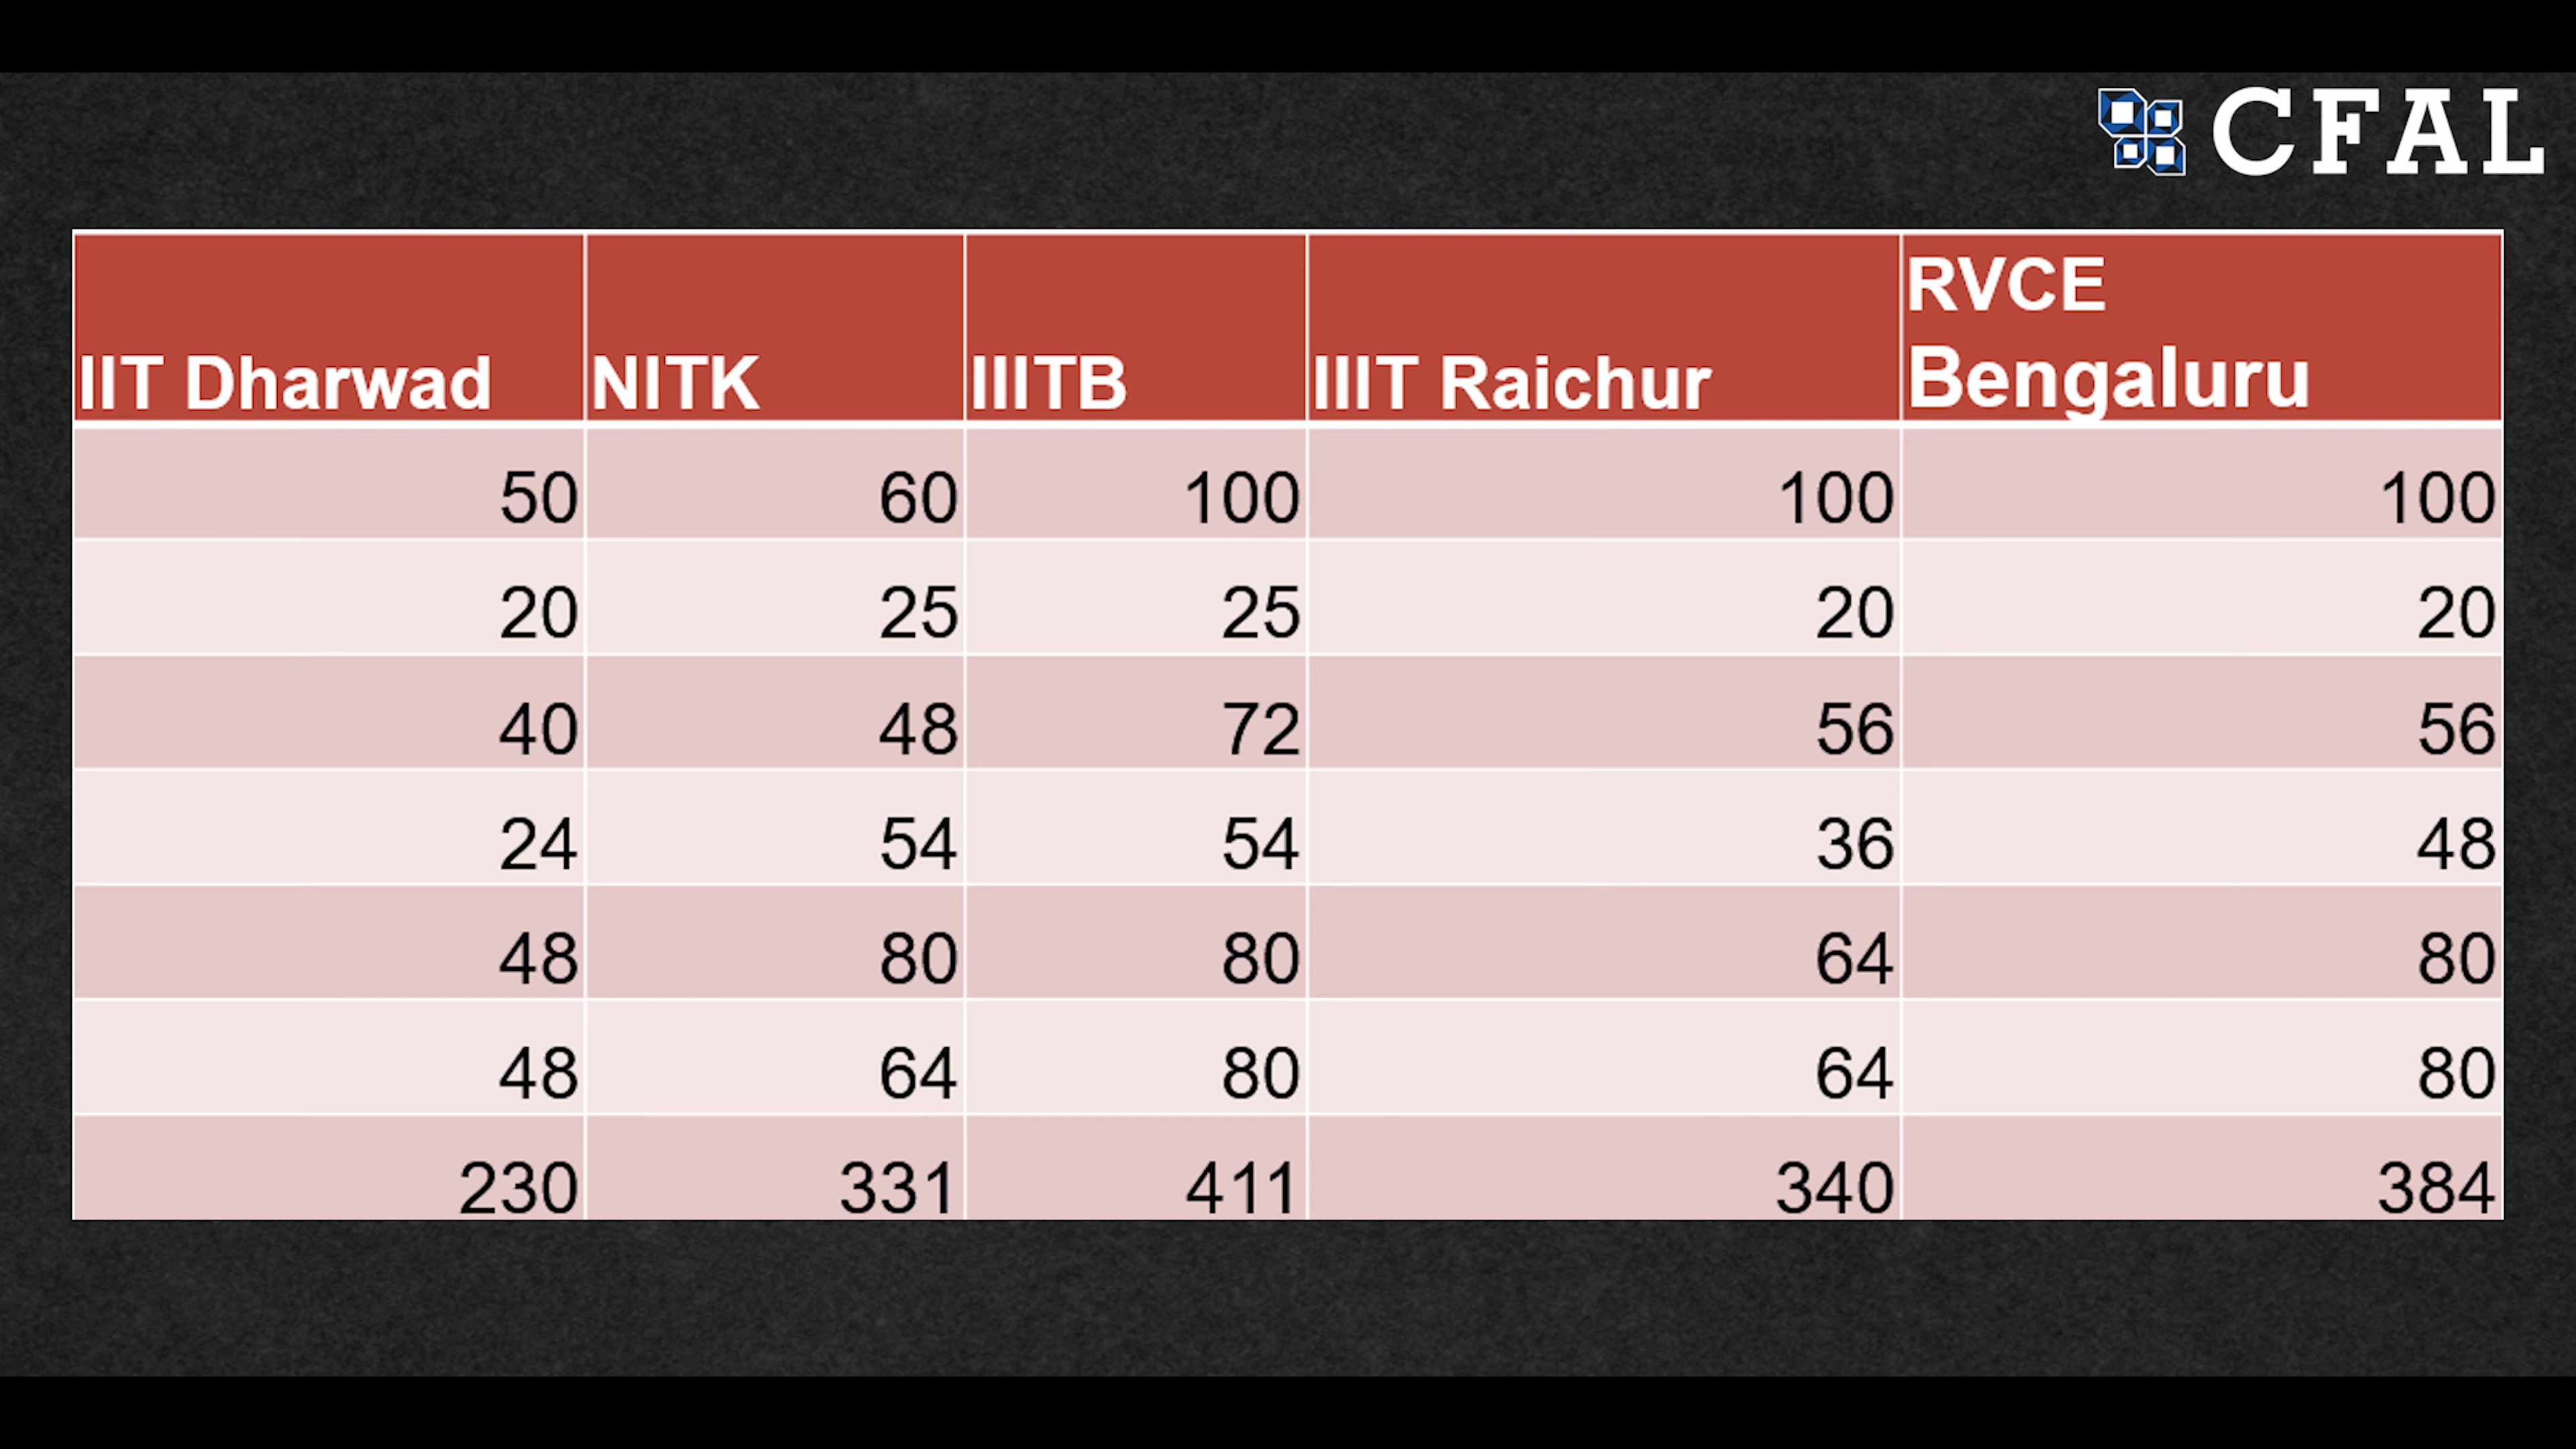 CFAL
IIT Dharwad NITK IIITB IIIT Raichur RVCE Bengaluru
50 60 100 100 100
20 25 25 20 20
40 48 72 56 56
24 54 54 36 48
48 80 80 64 80
48 64 80 64 80
230 331 411 340 384